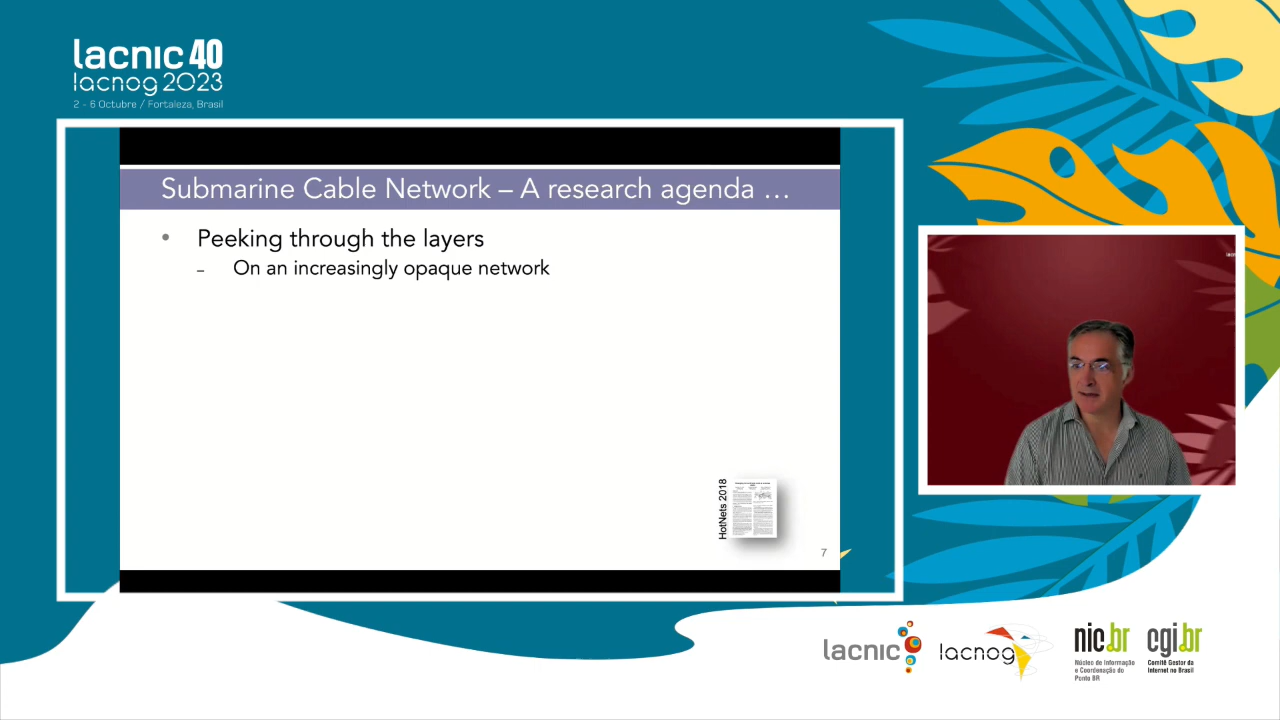 lacnic 40
lacnog 2023
2 - 6 Octubre / Fortaleza, Brasil
Submarine Cable Network – A research agenda …
• Peeking through the layers
– On an increasingly opaque network
HotNets 2018
7
lacnic
lacnog
nic.br
Núcleo de Informação
e Coordenação do
Ponto BR
cgi.br
Comitê Gestor da
Internet no Brasil